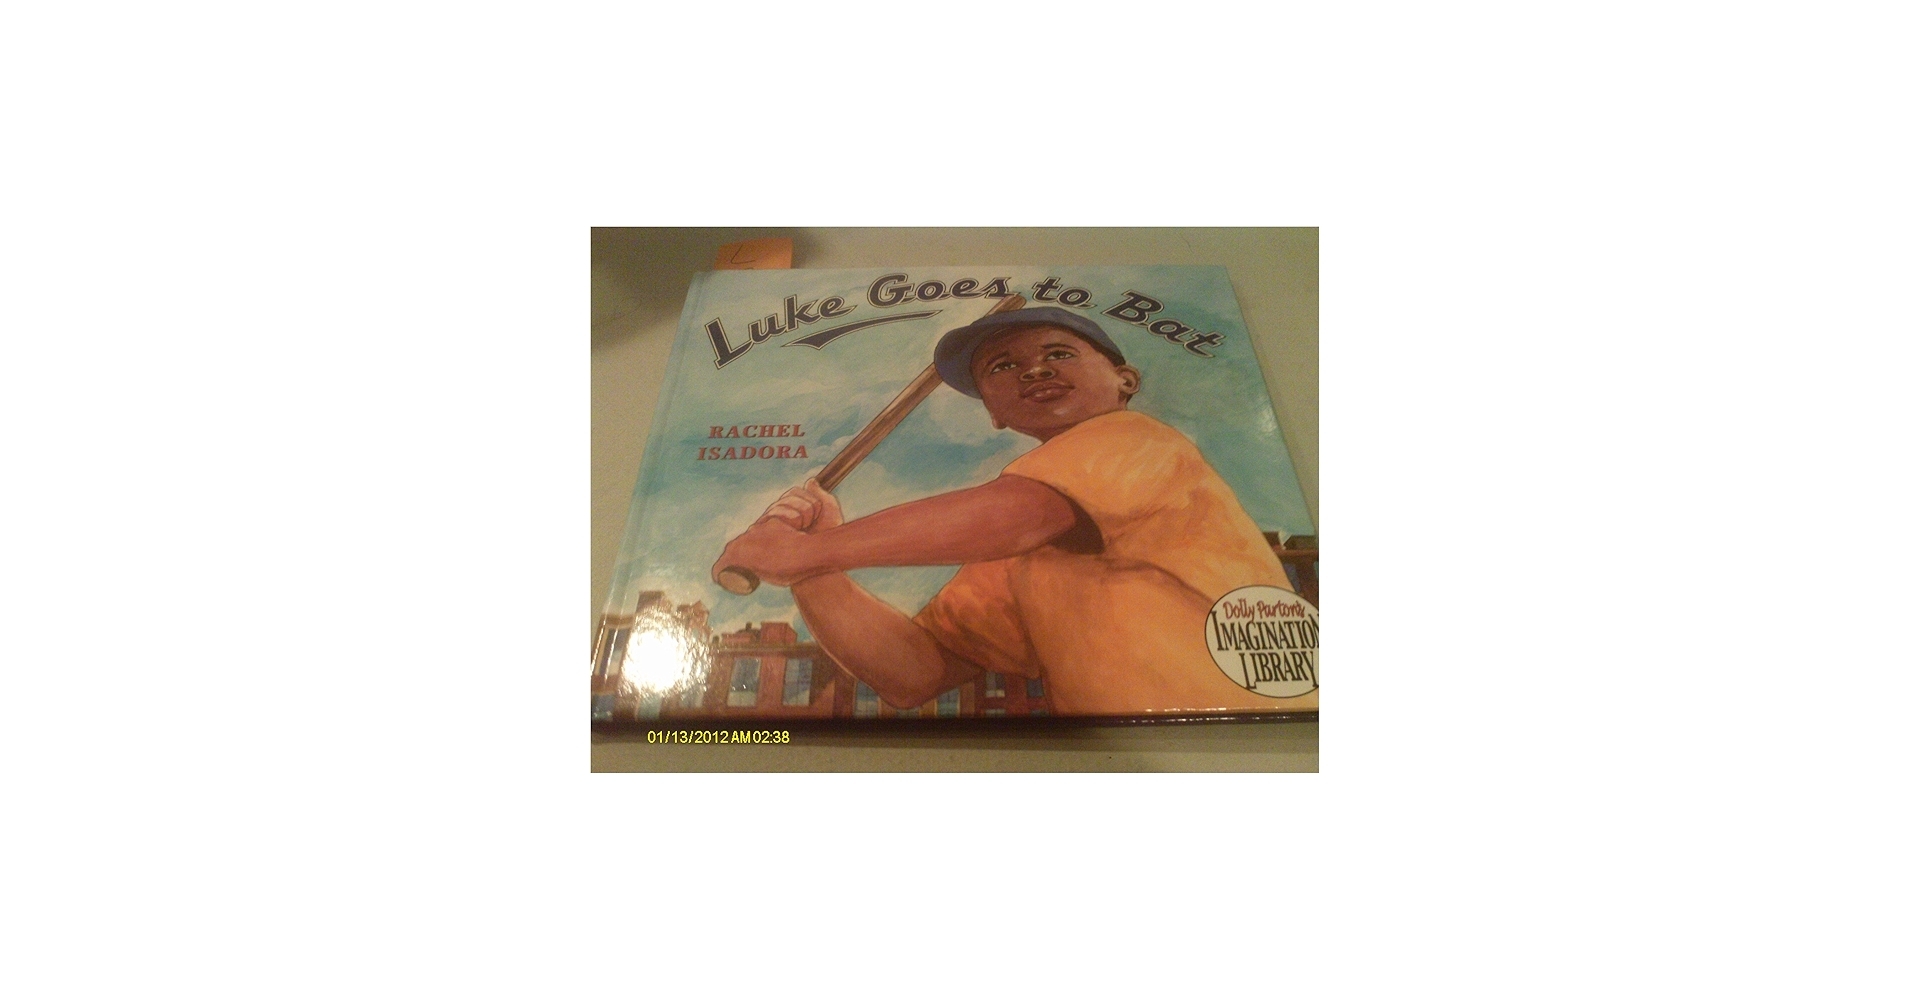 L
Luke Goes to Bat
RACHEL
ISADORA
Dolly Parton's
IMAGINATION
LIBRARY
01/13/2012 AM 02:38